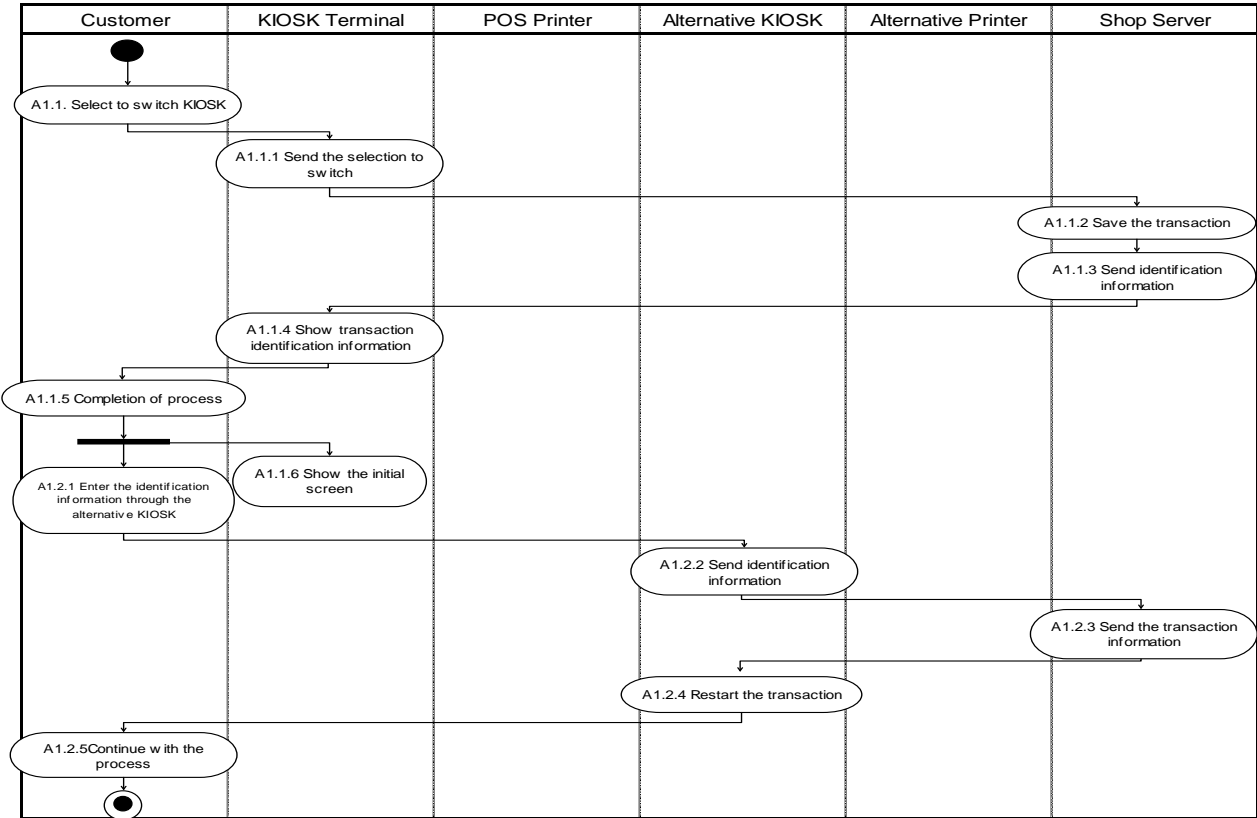 Customer
KIOSK Terminal
POS Printer
Alternative KIOSK
Alternative Printer
Shop Server
A1.1. Select to switch KIOSK
A1.1.1 Send the selection to
switch
A1.1.2 Save the transaction
A1.1.3 Send identification
information
A1.1.4 Show transaction
identification information
A1.1.5 Completion of process
A1.1.6 Show the initial
screen
A1.2.1 Enter the identification
information through the
alternative KIOSK
A1.2.2 Send identification
information
A1.2.3 Send the transaction
information
A1.2.4 Restart the transaction
A1.2.5Continue with the
process